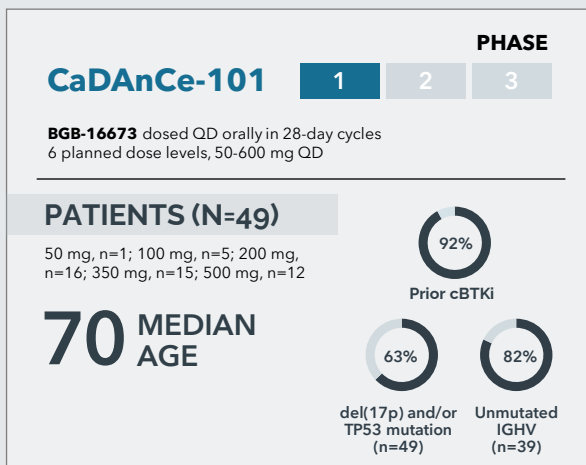 PHASE
CaDAnCe-101
1 2 3
BGB-16673 dosed QD orally in 28-day cycles
6 planned dose levels, 50-600 mg QD
PATIENTS (N=49)
50 mg, n=1; 100 mg, n=5; 200 mg,
n=16; 350 mg, n=15; 500 mg, n=12
70 MEDIAN
AGE
92%
Prior cBTKi
63%
del(17p) and/or
TP53 mutation
(n=49)
82%
Unmutated
IGHV
(n=39)